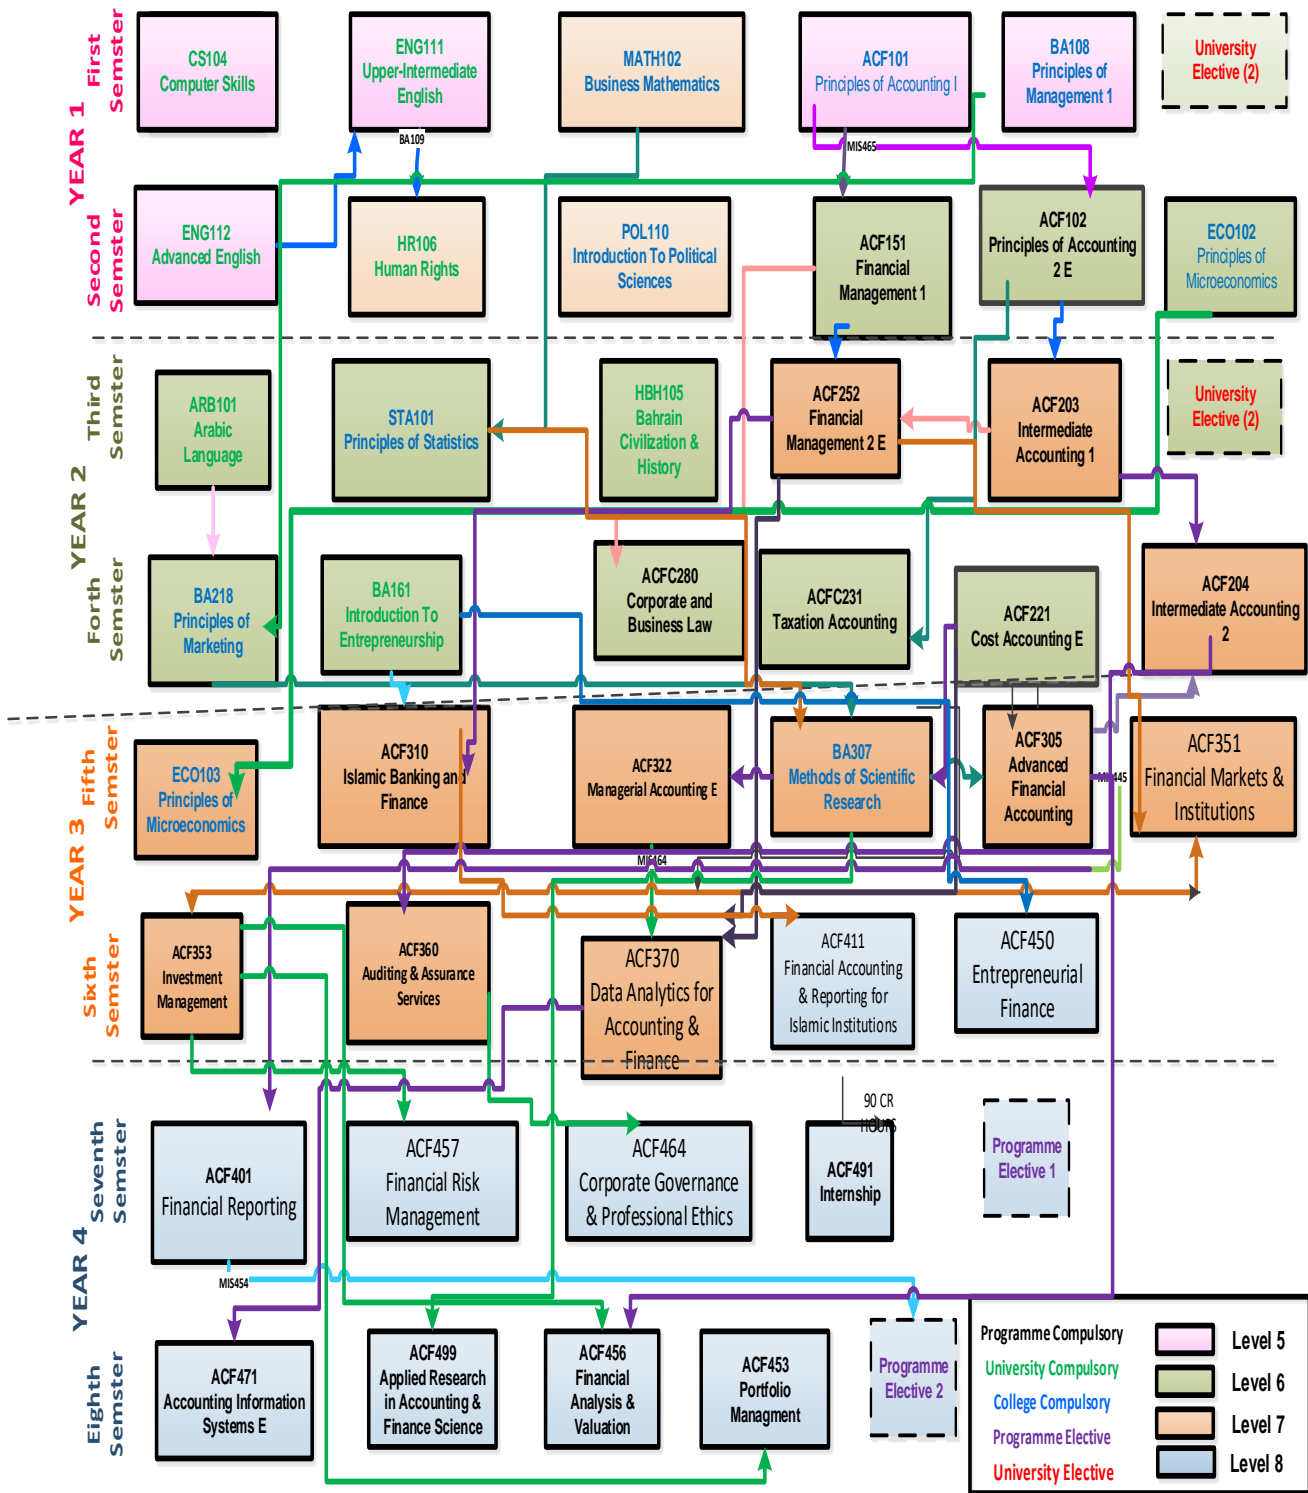 YEAR 1
First
Semster
CS104
Computer Skills
ENG111
Upper-Intermediate
English
MATH102
Business Mathematics
ACF101
Principles of Accounting I
BA108
Principles of
Management 1
University
Elective (2)
BA109
MIS465
Second
Semster
ENG112
Advanced English
HR106
Human Rights
POL110
Introduction To Political
Sciences
ACF151
Financial
Management 1
ACF102
Principles of Accounting
2 E
ECO102
Principles of
Microeconomics
YEAR 2
Third
Semster
ARB101
Arabic
Language
STA101
Principles of Statistics
HBH105
Bahrain
Civilization &
History
ACF252
Financial
Management 2 E
ACF203
Intermediate
Accounting 1
University
Elective (2)
Forth
Semster
BA218
Principles of
Marketing
BA161
Introduction To
Entrepreneurship
ACFC280
Corporate and
Business Law
ACFC231
Taxation Accounting
ACF221
Cost Accounting E
ACF204
Intermediate Accounting
2
YEAR 3
Fifth
Semster
ECO103
Principles of
Microeconomics
ACF310
Islamic Banking and
Finance
ACF322
Managerial Accounting E
BA307
Methods of Scientific
Research
ACF305
Advanced
Financial
Accounting
ACF351
Financial Markets &
Institutions
MIS445
MIS464
Sixth
Semster
ACF353
Investment
Management
ACF360
Auditing & Assurance
Services
ACF370
Data Analytics for
Accounting &
Finance
ACF411
Financial Accounting
& Reporting for
Islamic Institutions
ACF450
Entrepreneurial
Finance
YEAR 4
Seventh
Semster
ACF401
Financial Reporting
ACF457
Financial Risk
Management
ACF464
Corporate Governance
& Professional Ethics
90 CR
HOURS
ACF491
Internship
Programme
Elective 1
MIS454
Eighth
Semster
ACF471
Accounting Information
Systems E
ACF499
Applied Research
in Accounting &
Finance Science
ACF456
Financial
Analysis &
Valuation
ACF453
Portfolio
Managment
Programme
Elective 2
Programme Compulsory
University Compulsory
College Compulsory
Programme Elective
University Elective
Level 5
Level 6
Level 7
Level 8